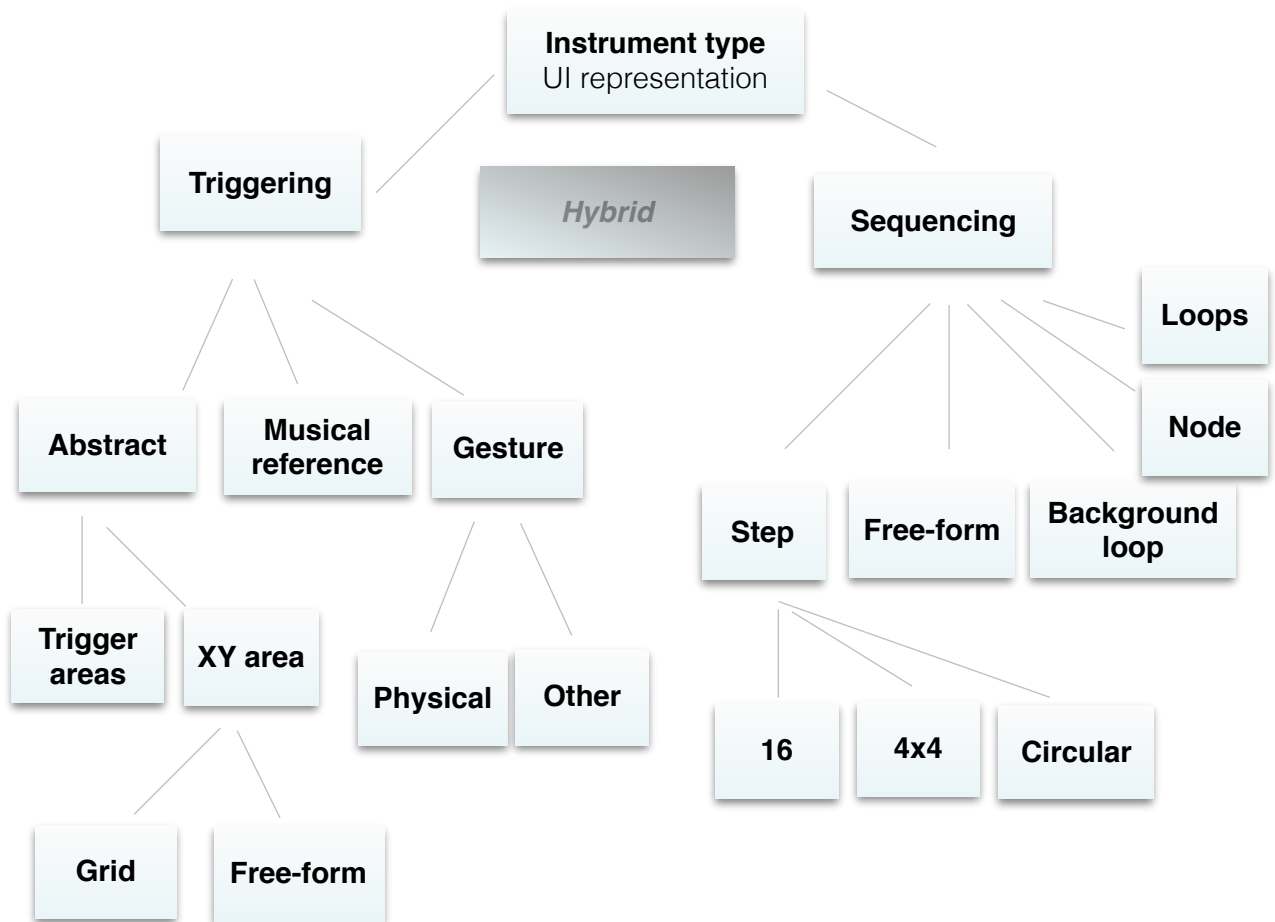 Instrument type
UI representation
Triggering
Hybrid
Sequencing
Loops
Node
Abstract
Musical
reference
Gesture
Step
Free-form
Background
loop
Trigger
areas
XY area
Physical
Other
16
4x4
Circular
Grid
Free-form